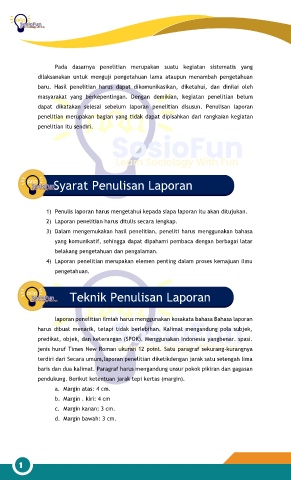 SosioFun
Pada dasarnya penelitian merupakan suatu kegiatan sistematis yang
dilaksanakan untuk menguji pengetahuan lama ataupun menambah pengetahuan
baru. Hasil penelitian harus dapat dikomunikasikan, diketahui, dan dinilai oleh
masyarakat yang berkepentingan. Dengan demikian, kegiatan penelitian belum
dapat dikatakan selesai sebelum laporan penelitian disusun. Penulisan laporan
penelitian merupakan bagian yang tidak dapat dipisahkan dari rangkaian kegiatan
penelitian itu sendiri.
SosioFun
Learn Sociology With Fun
Syarat Penulisan Laporan
1) Penulis laporan harus mengetahui kepada siapa laporan itu akan ditujukan.
2) Laporan penelitian harus ditulis secara lengkap.
3) Dalam mengemukakan hasil penelitian, peneliti harus menggunakan bahasa
yang komunikatif, sehingga dapat dipahami pembaca dengan berbagai latar
belakang pengetahuan dan pengalaman.
4) Laporan penelitian merupakan elemen penting dalam proses kemajuan ilmu
pengetahuan.
Teknik Penulisan Laporan
laporan penelitian ilmiah harus menggunakan kosakata bahasa Bahasa laporan
harus dibuat menarik, tetapi tidak berlebihan. Kalimat mengandung pola subjek,
predikat, objek, dan keterangan (SPOK). Menggunakan Indonesia yangbenar. spasi.
jenis huruf Times New Roman ukuran 12 point. Satu paragraf sekurang-kurangnya
terdiri dari Secara umum,laporan penelitian diketikdengan jarak satu setengah lima
baris dan dua kalimat. Paragraf harus mengandung unsur pokok pikiran dan gagasan
pendukung. Berikut ketentuan jarak tepi kertas (margin).
a. Margin atas: 4 cm.
b. Margin . kiri: 4 cm
c. Margin kanan: 3 cm.
d. Margin bawah: 3 cm.
1